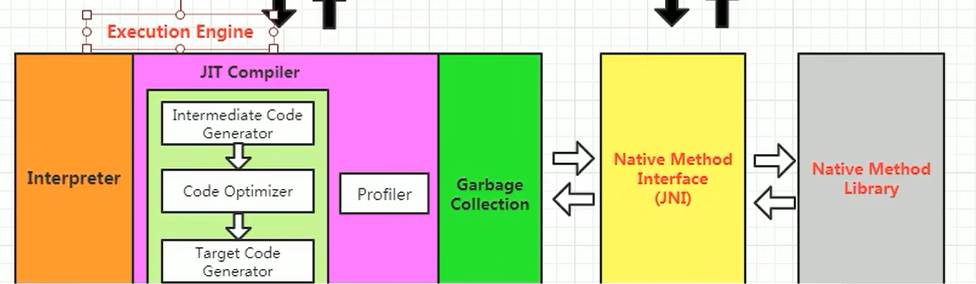 Execution Engine
JIT Compiler
Intermediate Code
Generator
Interpreter
Code Optimizer
Profiler
Garbage
Collection
Target Code
Generator
Native Method
Interface
(JNI)
Native Method
Library